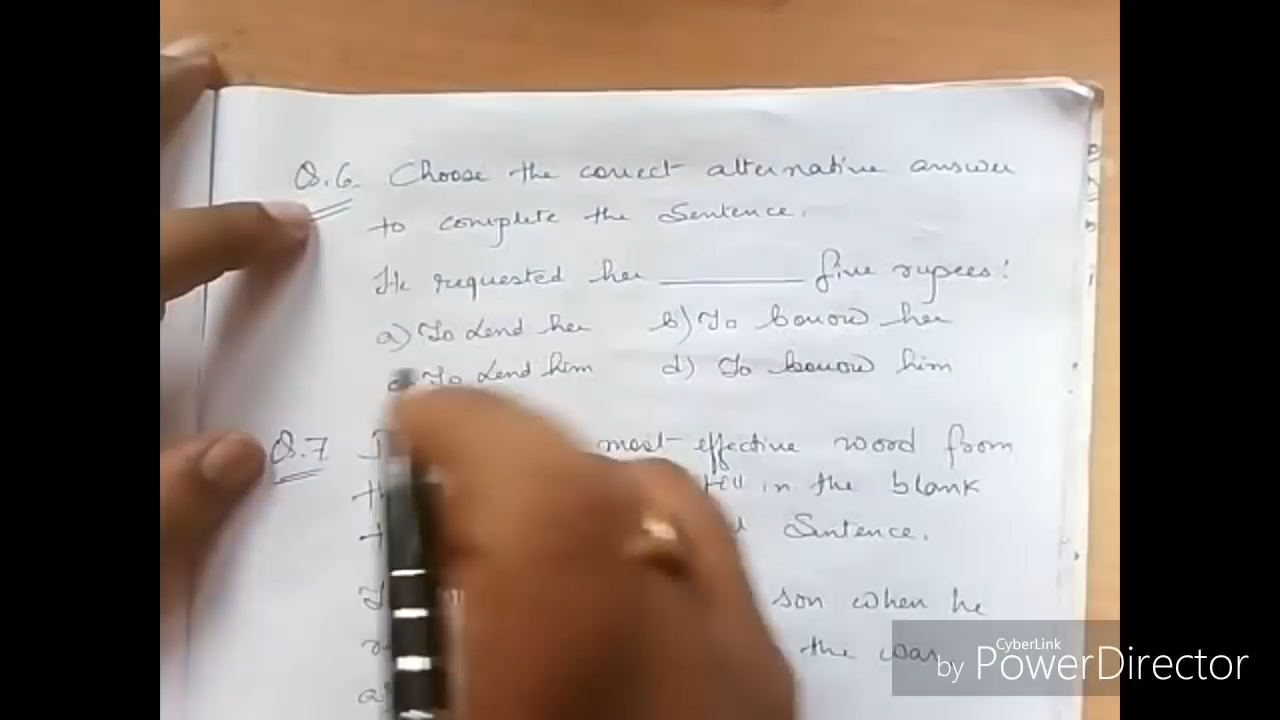 Q.6. Choose the correct alternative answer
to complete the Sentence.
He requested her ________ five rupees!
a) To Lend her b) To borrow her
c) To Lend him d) To borrow him
Q.7 most effective word from
in the blank
Sentence.
son when he
the war
CyberLink
by PowerDirector